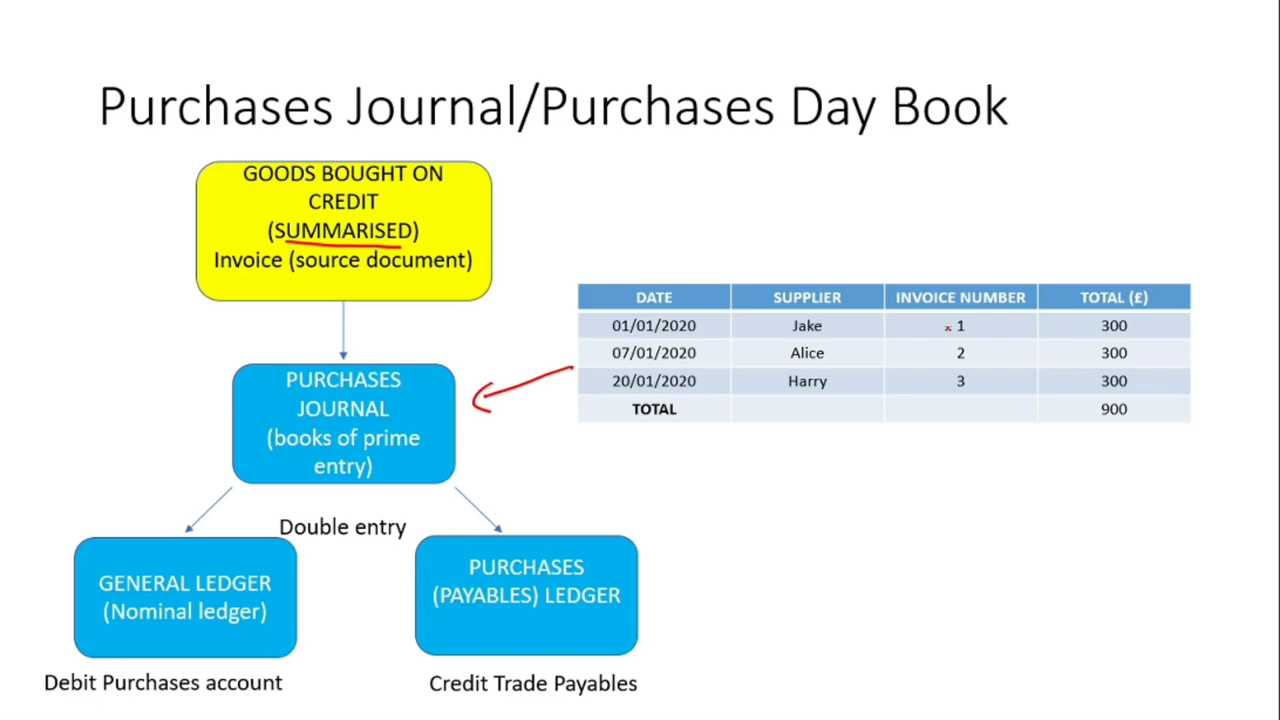 Purchases Journal/Purchases Day Book
GOODS BOUGHT ON
CREDIT
(SUMMARISED)
Invoice (source document)
PURCHASES
JOURNAL
(books of prime
entry)
Double entry
GENERAL LEDGER
(Nominal ledger)
Debit Purchases account
PURCHASES
(PAYABLES) LEDGER
Credit Trade Payables
DATE SUPPLIER INVOICE NUMBER TOTAL (£)
01/01/2020 Jake x 1 300
07/01/2020 Alice 2 300
20/01/2020 Harry 3 300
TOTAL 900